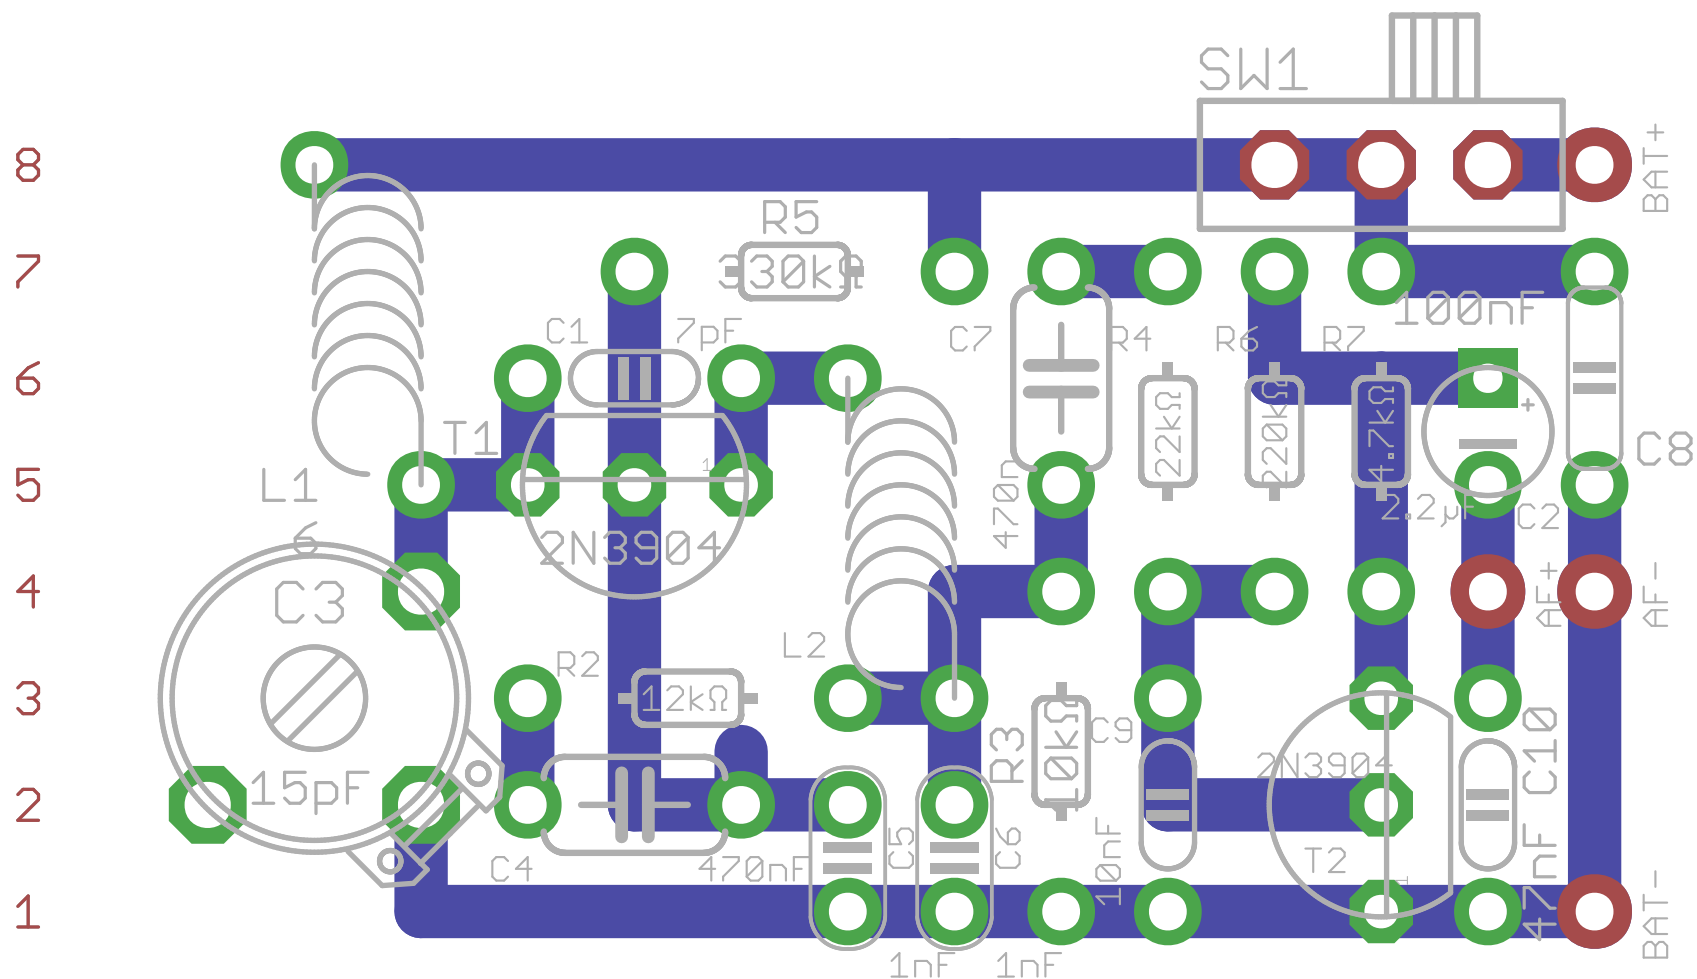 SW1
BAT+
8
R5
7
330kΩ
100nF
C1
7pF
C7
R4
R6
R7
6
+
T1
1
22kΩ
220kΩ
4.7kΩ
C8
L1
5
470n
2.2µF
C2
6
2N3904
4
C3
AF+
AF-
L2
R2
3
12kΩ
R3
10kΩ
C9
2N3904
C10
15pF
2
C4
470nF
C5
C6
10nF
T2
47nF
1
1
BAT-
1nF
1nF